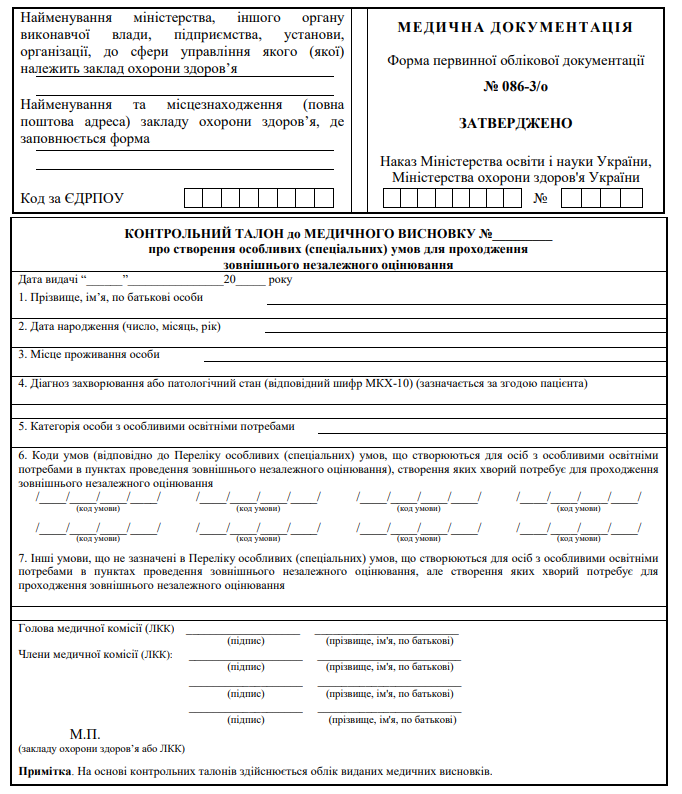 Найменування міністерства, іншого органу
виконавчої влади, підприємства, установи,
організації, до сфери управління якого (якої)
належить заклад охорони здоров’я
Найменування та місцезнаходження (повна
поштова адреса) закладу охорони здоров’я, де
заповнюється форма
Код за ЄДРПОУ
МЕДИЧНА ДОКУМЕНТАЦІЯ
Форма первинної облікової документації
№ 086-3/о
ЗАТВЕРДЖЕНО
Наказ Міністерства освіти і науки України,
Міністерства охорони здоров'я України
№
КОНТРОЛЬНИЙ ТАЛОН до МЕДИЧНОГО ВИСНОВКУ №_________
про створення особливих (спеціальних) умов для проходження
зовнішнього незалежного оцінювання
Дата видачі “______”________________20_____ року
1. Прізвище, ім’я, по батькові особи
2. Дата народження (число, місяць, рік)
3. Місце проживання особи
4. Діагноз захворювання або патологічний стан (відповідний шифр МКХ-10) (зазначається за згодою пацієнта)
5. Категорія особи з особливими освітніми потребами
6. Коди умов (відповідно до Переліку особливих (спеціальних) умов, що створюються для осіб з особливими освітніми
потребами в пунктах проведення зовнішнього незалежного оцінювання), створення яких хворий потребує для проходження
зовнішнього незалежного оцінювання
/____/____/____/____/ /____/____/____/____/ /____/____/____/____/ /____/____/____/____/
(код умови) (код умови) (код умови) (код умови)
/____/____/____/____/ /____/____/____/____/ /____/____/____/____/ /____/____/____/____/
(код умови) (код умови) (код умови) (код умови)
7. Інші умови, що не зазначені в Переліку особливих (спеціальних) умов, що створюються для осіб з особливими освітніми
потребами в пунктах проведення зовнішнього незалежного оцінювання, але створення яких хворий потребує для
проходження зовнішнього незалежного оцінювання
Голова медичної комісії (ЛКК) ___________________ ________________________
(підпис) (прізвище, ім'я, по батькові)
Члени медичної комісії (ЛКК): ___________________ ________________________
(підпис) (прізвище, ім'я, по батькові)
___________________ ________________________
(підпис) (прізвище, ім'я, по батькові)
___________________ ________________________
(підпис) (прізвище, ім'я, по батькові)
М.П.
(закладу охорони здоров’я або ЛКК)
Примітка. На основі контрольних талонів здійснюється облік виданих медичних висновків.